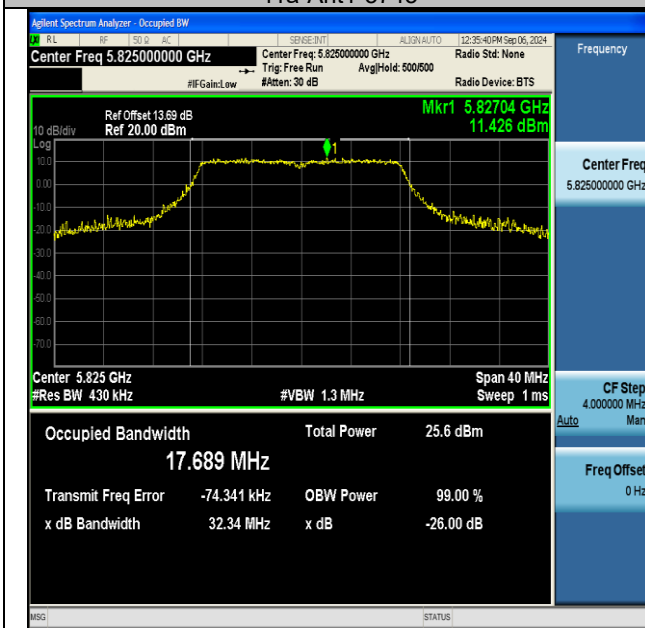 Agilent Spectrum Analyzer - Occupied BW
RL RF 50 Ω AC SENSE:INT ALIGN AUTO 12:35:40 PM Sep 06, 2024
Center Freq 5.825000000 GHz Center Freq: 5.825000000 GHz Radio Std: None
Trig: Free Run Avg|Hold: 500/500
#IFGain:Low #Atten: 30 dB Radio Device: BTS
Frequency
Ref Offset 13.69 dB
10 dB/div Ref 20.00 dBm
Mkr1 5.82704 GHz
11.426 dBm
Log
10.0
0.00
-10.0
-20.0
-30.0
-40.0
-50.0
-60.0
-70.0
1
Center 5.825 GHz Span 40 MHz
#Res BW 430 kHz #VBW 1.3 MHz Sweep 1 ms
Occupied Bandwidth Total Power 25.6 dBm
17.689 MHz
Transmit Freq Error -74.341 kHz OBW Power 99.00 %
x dB Bandwidth 32.34 MHz x dB -26.00 dB
Center Freq
5.825000000 GHz
CF Step
4.000000 MHz
Auto Man
Freq Offset
0 Hz
MSG STATUS